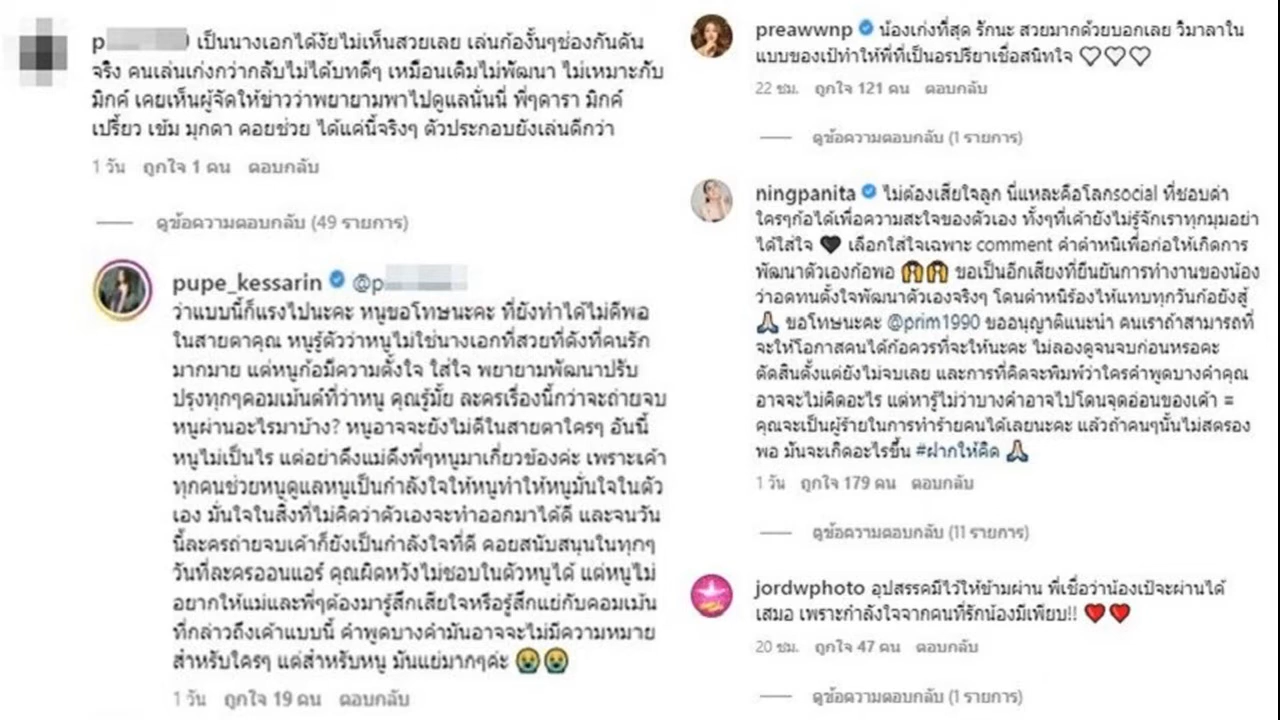 p เป็นนางเอกได้งัยไม่เห็นสวยเลย เล่นก้องั้นๆช่องกันดัน
จริง คนเล่นเก่งกว่ากลับไม่ได้บทดีๆ เหมือนเดิมไม่พัฒนา ไม่เหมาะกับ
มิกค์ เคยเห็นผู้จัดให้ข่าวว่าพยายามพาไปดูแลนั่นนี่ พี่ๆดารา มิกค์
เปรี้ยว เข้ม มุกดา คอยช่วย ได้แค่นี้จริงๆ ตัวประกอบยังเล่นดีกว่า
1 วัน ถูกใจ 1 คน ตอบกลับ
ดูข้อความตอบกลับ (49 รายการ)
pupe_kessarin @p
ว่าแบบนี้ก็แรงไปนะคะ หนูขอโทษนะคะ ที่ยังทำได้ไม่ดีพอ
ในสายตาคุณ หนูรู้ตัวว่าหนูไม่ใช่นางเอกที่สวยที่ดังที่คนรัก
มากมาย แต่หนูก้อมีความตั้งใจ ใส่ใจ พยายามพัฒนาปรับ
ปรุงทุกๆคอมเม้นต์ที่ว่าหนู คุณรู้มั้ย ละครเรื่องนี้กว่าจะถ่ายจบ
หนูผ่านอะไรมาบ้าง? หนูอาจจะยังไม่ดีในสายตาใครๆ อันนี้
หนูไม่เป็นไร แต่อย่าดึงแม่ดึงพี่ๆหนูมาเกี่ยวข้องค่ะ เพราะเค้า
ทุกคนช่วยหนูดูแลหนูเป็นกำลังใจให้หนูทำให้หนูมั่นใจในตัว
เอง มั่นใจในสิ่งที่ไม่คิดว่าตัวเองจะทำออกมาได้ดี และจนวัน
นี้ละครถ่ายจบเค้าก็ยังเป็นกำลังใจที่ดี คอยสนับสนุนในทุกๆ
วันที่ละครออนแอร์ คุณผิดหวังไม่ชอบในตัวหนูได้ แต่หนูไม่
อยากให้แม่และพี่ๆต้องมารู้สึกเสียใจหรือรู้สึกแย่กับคอมเม้น
ที่กล่าวถึงเค้าแบบนี้ คำพูดบางคำมันอาจจะไม่มีความหมาย
สำหรับใครๆ แต่สำหรับหนู มันแย่มากๆค่ะ 😭😭
1 วัน ถูกใจ 19 คน ตอบกลับ
preawwnp น้องเก่งที่สุด รักนะ สวยมากด้วยบอกเลย วิมาลาใน
แบบของเป้ทำให้พี่ที่เป็นอรปรียาเชื่อสนิทใจ 🤍🤍🤍
22 ชม. ถูกใจ 121 คน ตอบกลับ
ดูข้อความตอบกลับ (1 รายการ)
ningpanita ไม่ต้องเสียใจลูก นี่แหละคือโลกsocial ที่ชอบด่า
ใครๆก้อได้เพื่อความสะใจของตัวเอง ทั้งๆที่เค้ายังไม่รู้จักเราทุกมุมอย่า
ได้ใส่ใจ 🖤 เลือกใส่ใจเฉพาะ comment คำตำหนิเพื่อก่อให้เกิดการ
พัฒนาตัวเองก้อพอ 🙌🙌 ขอเป็นอีกเสียงที่ยืนยันการทำงานของน้อง
ว่าอดทนตั้งใจพัฒนาตัวเองจริงๆ โดนตำหนิร้องไห้แทบทุกวันก้อยังสู้
🙏🏻 ขอโทษนะคะ @prim1990 ขออนุญาติแนะนำ คนเราถ้าสามารถที่
จะให้โอกาสคนได้ก้อควรที่จะให้นะคะ ไม่ลองดูจนจบก่อนหรอคะ
ตัดสินตั้งแต่ยังไม่จบเลย และการที่คิดจะพิมพ์ว่าใครคำพูดบางคำคุณ
อาจจะไม่คิดอะไร แต่หารู้ไม่ว่าบางคำอาจไปโดนจุดอ่อนของเค้า =
คุณจะเป็นผู้ร้ายในการทำร้ายคนได้เลยนะคะ แล้วถ้าคนๆนั้นไม่สตรอง
พอ มันจะเกิดอะไรขึ้น #ฝากให้คิด 🙏🏻
1 วัน ถูกใจ 179 คน ตอบกลับ
ดูข้อความตอบกลับ (11 รายการ)
jordwphoto อุปสรรคมีไว้ให้ข้ามผ่าน พี่เชื่อว่าน้องเป้จะผ่านได้
เสมอ เพราะกำลังใจจากคนที่รักน้องมีเพียบ!! ❤️❤️
20 ชม. ถูกใจ 47 คน ตอบกลับ
ดูข้อความตอบกลับ (1 รายการ)